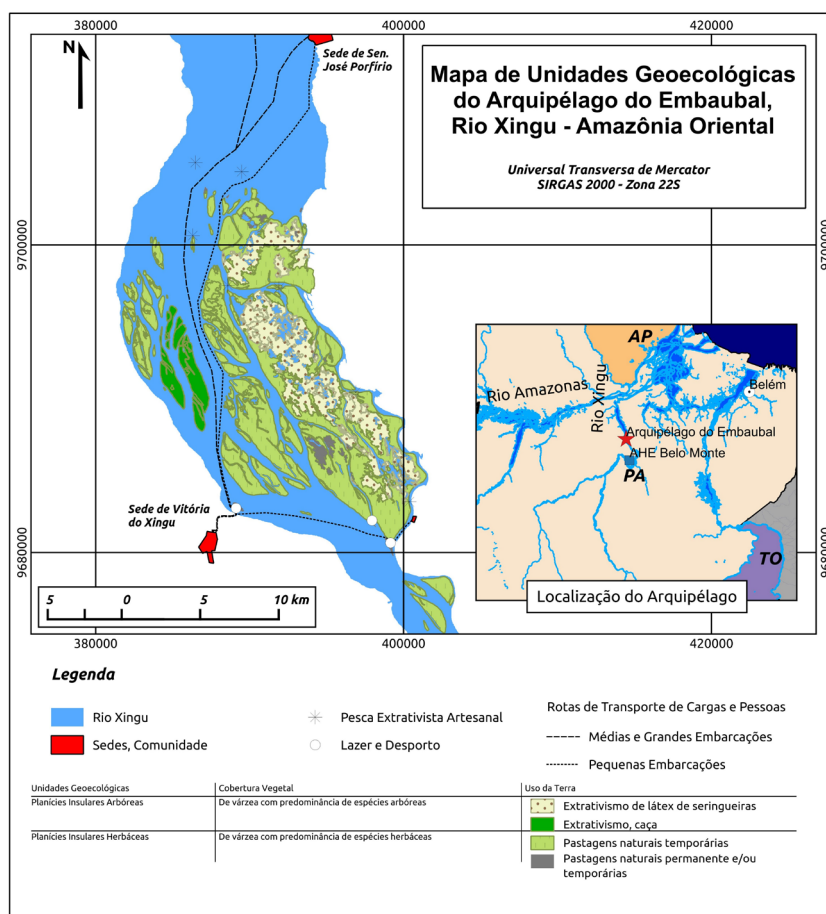 380000
400000
420000
N
Sede de Sen.
José Porfírio
Mapa de Unidades Geoecológicas
do Arquipélago do Embaubal,
Rio Xingu - Amazônia Oriental
Universal Transversa de Mercator
SIRGAS 2000 - Zona 22S
9700000
9700000
AP
Belém
Rio Amazonas
Rio Xingu
Arquipélago do Embaubal
AHE Belo Monte
PA
TO
Localização do Arquipélago
Sede de Vitória
do Xingu
9680000
9680000
5 0 5 10 km
380000
400000
420000
Legenda
Rio Xingu
Sedes, Comunidade
Pesca Extrativista Artesanal
Lazer e Desporto
Rotas de Transporte de Cargas e Pessoas
Médias e Grandes Embarcações
Pequenas Embarcações
Unidades Geoecológicas Cobertura Vegetal Uso da Terra
Planícies Insulares Arbóreas De várzea com predominância de espécies arbóreas Extrativismo de látex de seringueiras
Extrativismo, caça
Planícies Insulares Herbáceas De várzea com predominância de espécies herbáceas Pastagens naturais temporárias
Pastagens naturais permanente e/ou
temporárias